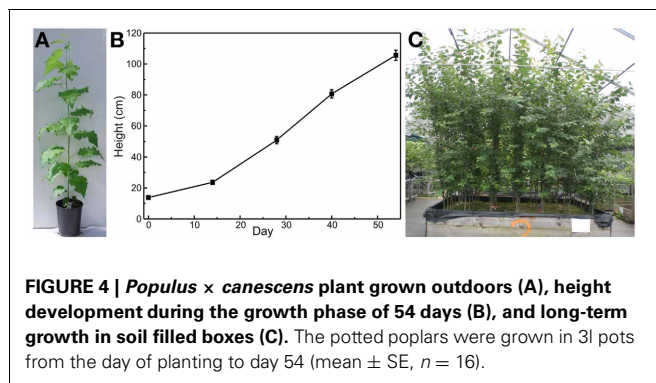 A
B
C
120
100
80
60
40
20
0
Height (cm)
0
10
20
30
40
50
Day
FIGURE 4 | Populus × canescens plant grown outdoors (A), height
development during the growth phase of 54 days (B), and long-term
growth in soil filled boxes (C). The potted poplars were grown in 3l pots
from the day of planting to day 54 (mean ± SE, n = 16).